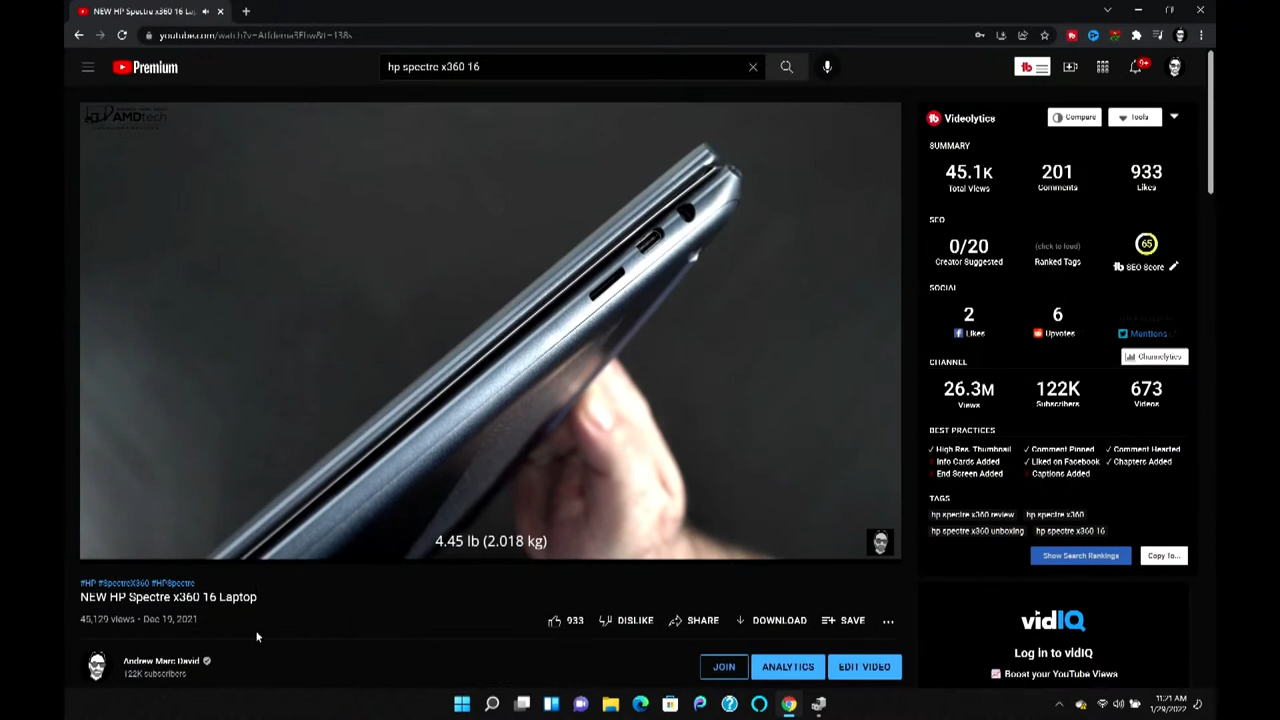 NEW HP Spectre x360 16 Lap
Premium
hp spectre x360 16
9+
AMDtech
4.45 lb (2.018 kg)
#HP #SpectreX360 #HPSpectre
NEW HP Spectre x360 16 Laptop
45,129 views • Dec 19, 2021
933
DISLIKE
SHARE
DOWNLOAD
SAVE
Andrew Marc David
122K subscribers
JOIN
ANALYTICS
EDIT VIDEO
Videolytics
Compare
Tools
SUMMARY
45.1K 201 933
Total Views Comments Likes
SEO
0/20 (click to load) 65
Creator Suggested Ranked Tags tb SEO Score
SOCIAL
2 6
Likes Upvotes Mentions
Channelytics
CHANNEL
26.3M 122K 673
Views Subscribers Videos
BEST PRACTICES
High Res. Thumbnail Comment Pinned Comment Hearted
Info Cards Added Liked on Facebook Chapters Added
End Screen Added Captions Added
TAGS
hp spectre x360 review hp spectre x360
hp spectre x360 unboxing hp spectre x360 16
Show Search Rankings Copy To...
vidIQ
Log in to vidIQ
Boost your YouTube Views
11:21 AM
1/29/2022